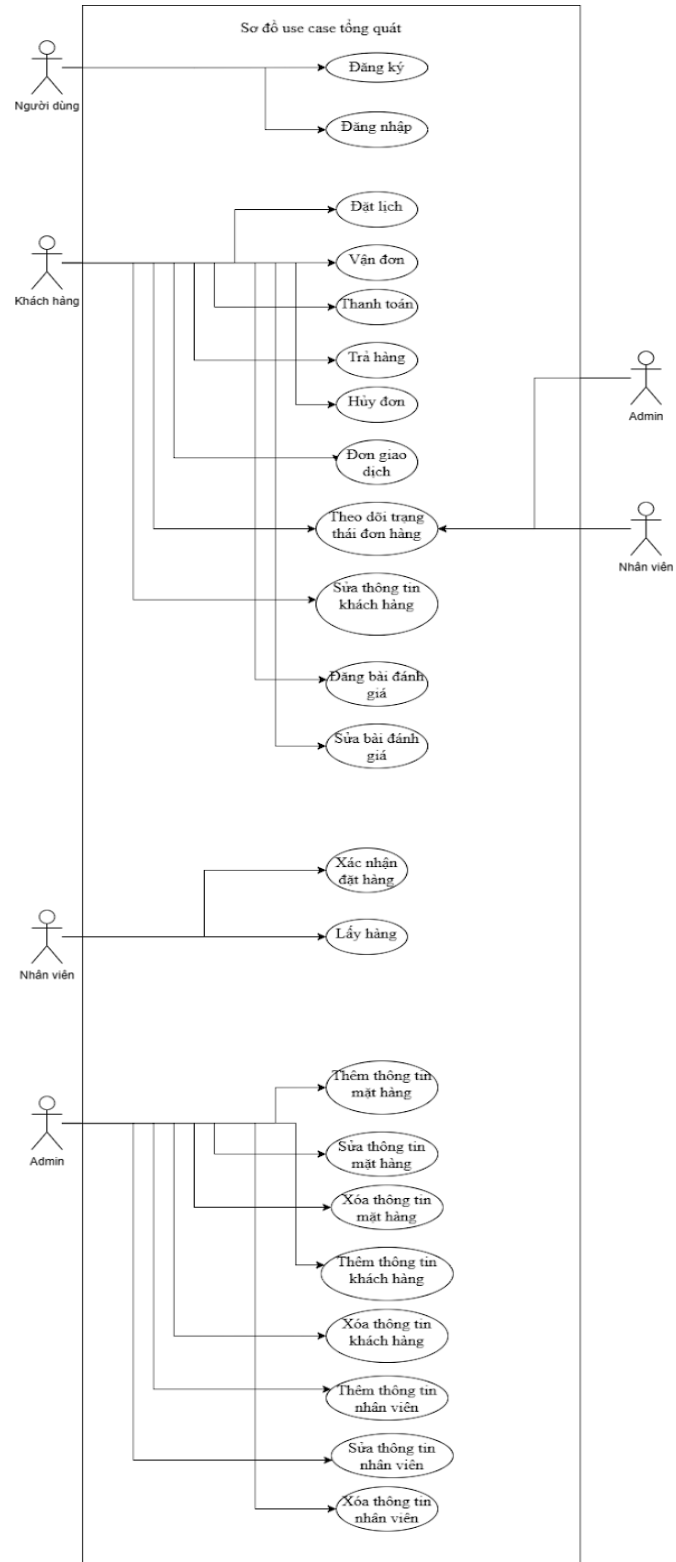 Sơ đồ use case tổng quát
Người dùng
Đăng ký
Đăng nhập
Khách hàng
Đặt lịch
Vận đơn
Thanh toán
Trả hàng
Hủy đơn
Đơn giao
dịch
Theo dõi trạng
thái đơn hàng
Admin
Nhân viên
Sửa thông tin
khách hàng
Đăng bài đánh
giá
Sửa bài đánh
giá
Nhân viên
Xác nhận
đặt hàng
Lấy hàng
Admin
Thêm thông tin
mặt hàng
Sửa thông tin
mặt hàng
Xóa thông tin
mặt hàng
Thêm thông tin
khách hàng
Xóa thông tin
khách hàng
Thêm thông tin
nhân viên
Sửa thông tin
nhân viên
Xóa thông tin
nhân viên